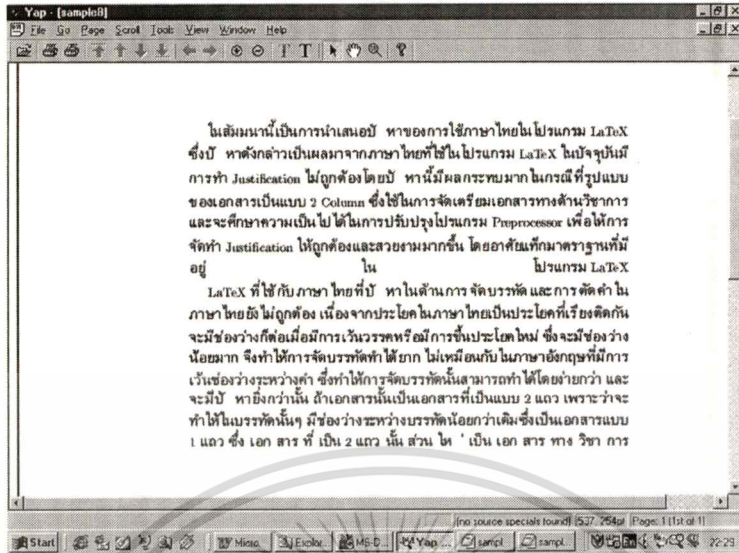 Yap - [sample8]
File Go Page Scroll Tools View Window Help
ในสัมมนานี้เป็นการนำเสนอปั หาของการใช้ภาษาไทยในโปรแกรม LaTeX
ซึ่งปั หาดังกล่าวเป็นผลมาจากภาษาไทยที่ใช้ในโปรแกรม LaTeX ในปัจจุบันมี
การทำ Justification ไม่ถูกต้องโดยปั หานี้มีผลกระทบมากในกรณีที่รูปแบบ
ของเอกสารเป็นแบบ 2 Column ซึ่งใช้ในการจัดเตรียมเอกสารทางด้านวิชาการ
และจะศึกษาความเป็นไปได้ในการปรับปรุงโปรแกรม Preprocessor เพื่อให้การ
จัดทำ Justification ให้ถูกต้องและสวยงามมากขึ้น โดยอาศัยแท็กมาตราฐานที่มี
อยู่ ใน โปรแกรม LaTeX
LaTeX ที่ใช้กับภาษาไทยที่ปั หาในด้านการจัดบรรทัดและการตัดคำใน
ภาษาไทยยังไม่ถูกต้อง เนื่องจากประโยคในภาษาไทยเป็นประโยคที่เรียงติดกัน
จะมีช่องว่างก็ต่อเมื่อมีการเว้นวรรคหรือมีการขึ้นประโยคใหม่ ซึ่งจะมีช่องว่าง
น้อยมาก จึงทำให้การจัดบรรทัดทำได้ยาก ไม่เหมือนกับในภาษาอังกฤษที่มีการ
เว้นช่องว่างระหว่างคำ ซึ่งทำให้การจัดบรรทัดนั้นสามารถทำได้โดยง่ายกว่า และ
จะมีปั หายิ่งกว่านั้น ถ้าเอกสารนั้นเป็นเอกสารที่เป็นแบบ 2 แถว เพราะว่าจะ
ทำให้ในบรรทัดนั้นๆ มีช่องว่างระหว่างบรรทัดน้อยกว่าเดิมซึ่งเป็นเอกสารแบบ
1 แถว ซึ่ง เอก สาร ที่ เป็น 2 แถว นั้น ส่วน ให ่ เป็น เอก สาร ทาง วิชา การ
[no source specials found] [537, 254pt Page: 1 [1st of 1]
Start Micro. Explor. MS-D. Yap - sampl. sampl. En 22:29